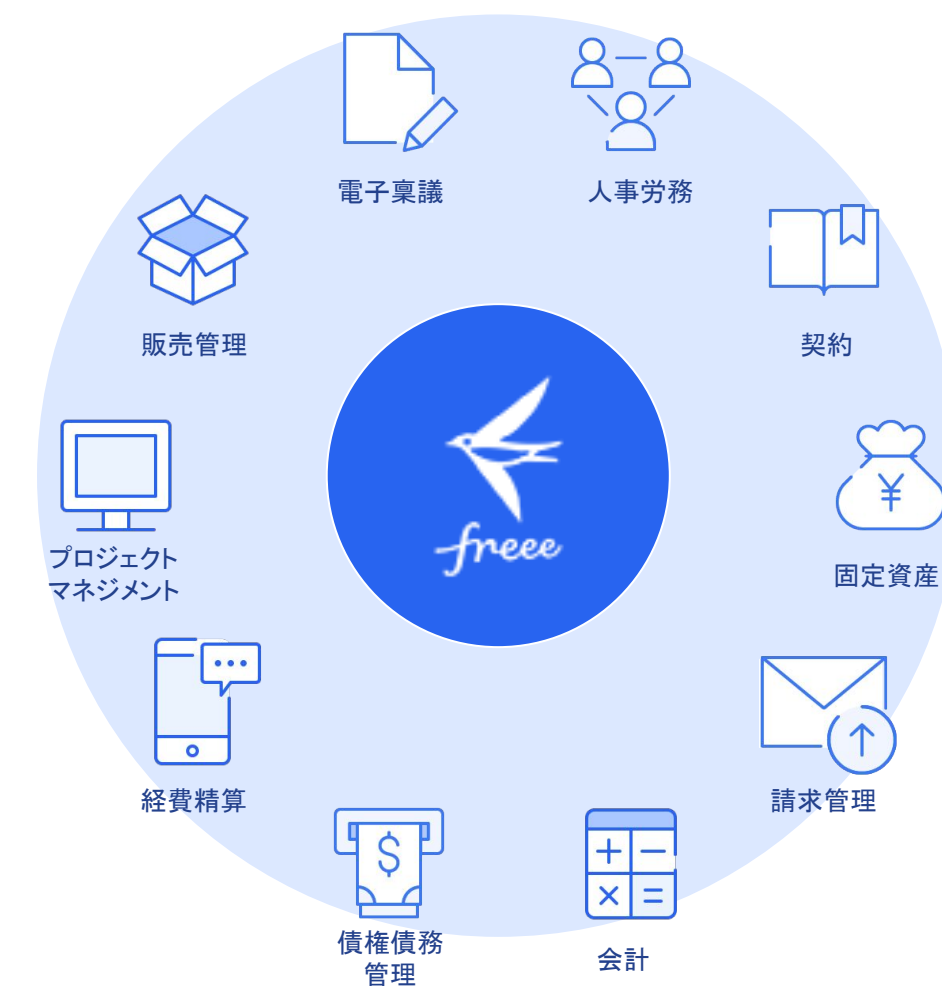 電子稟議
人事労務
販売管理
契約
freee
¥
プロジェクト
マネジメント
固定資産
経費精算
請求管理
$
+ −
× =
債権債務
管理
会計